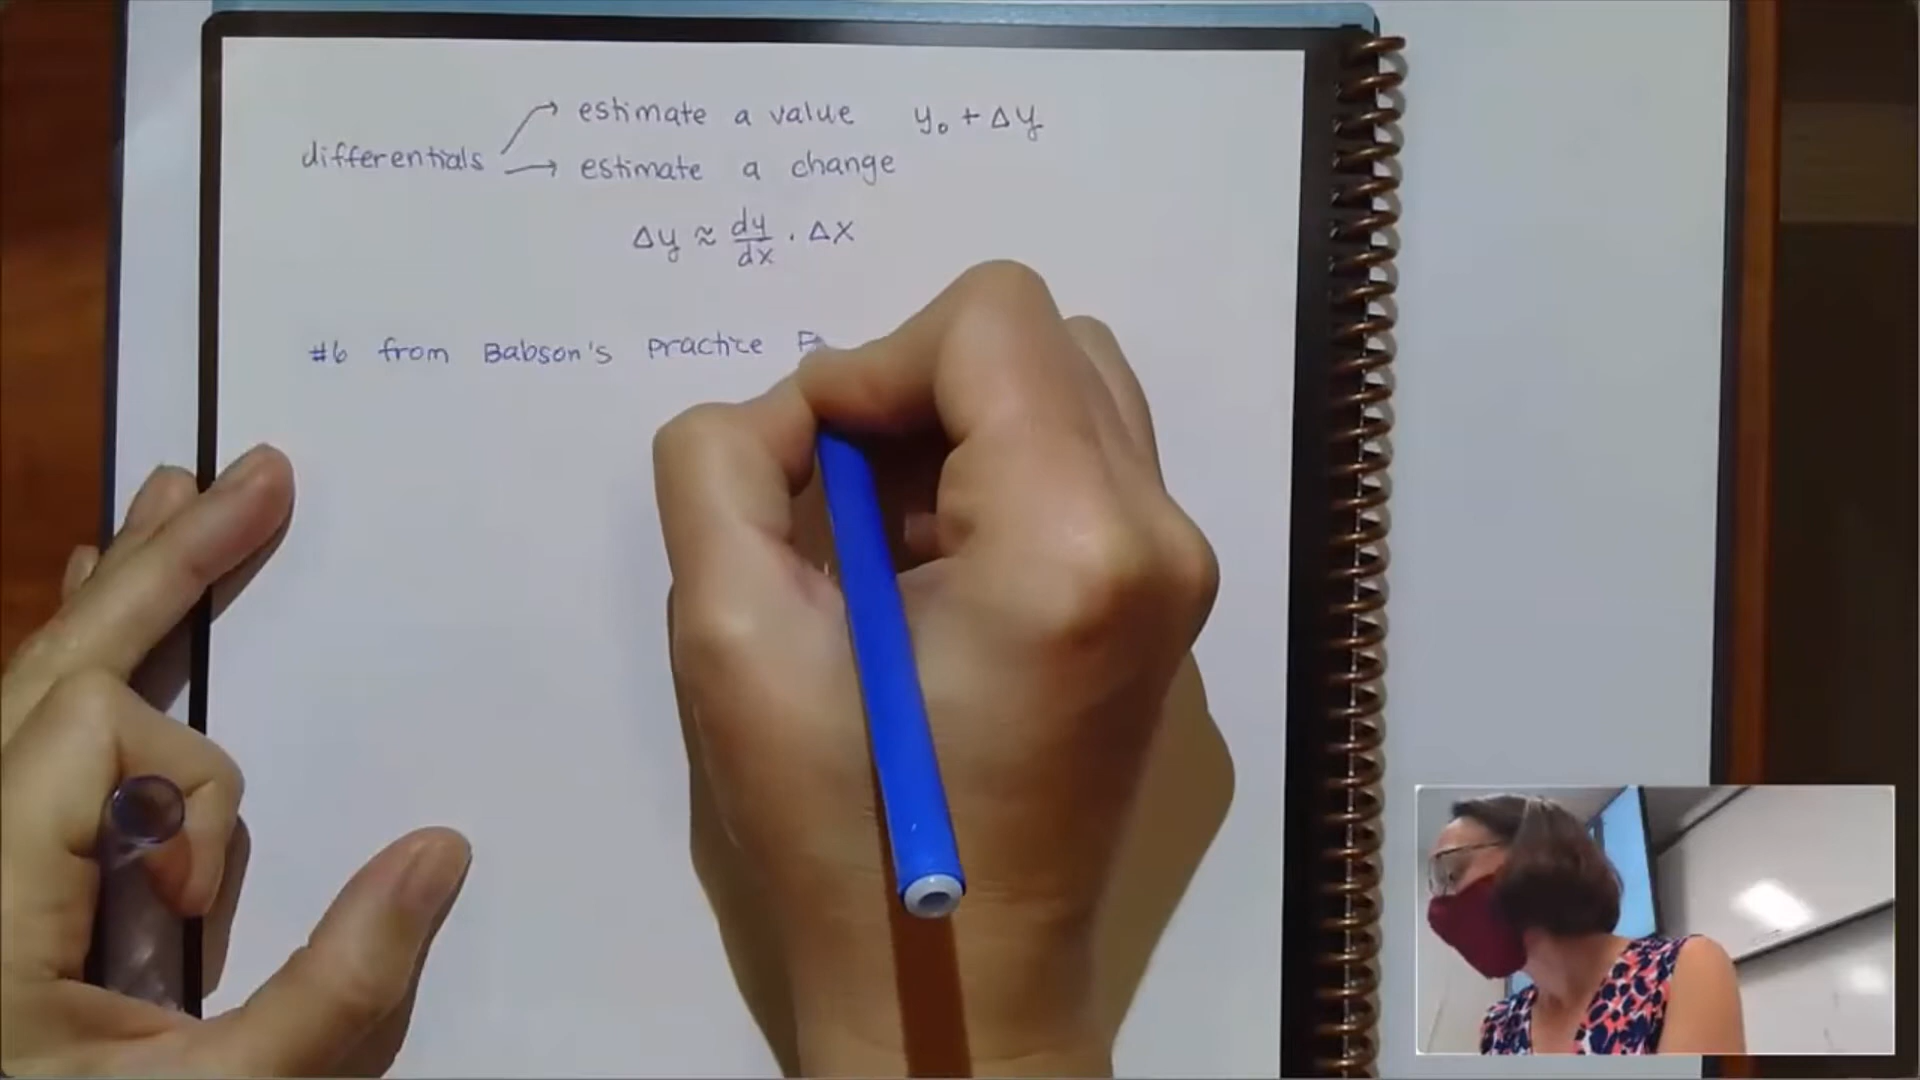 estimate a value y₀ + Δy
differentials
estimate a change
Δy ≈ dy/dx · Δx
#6 from Babson's Practice